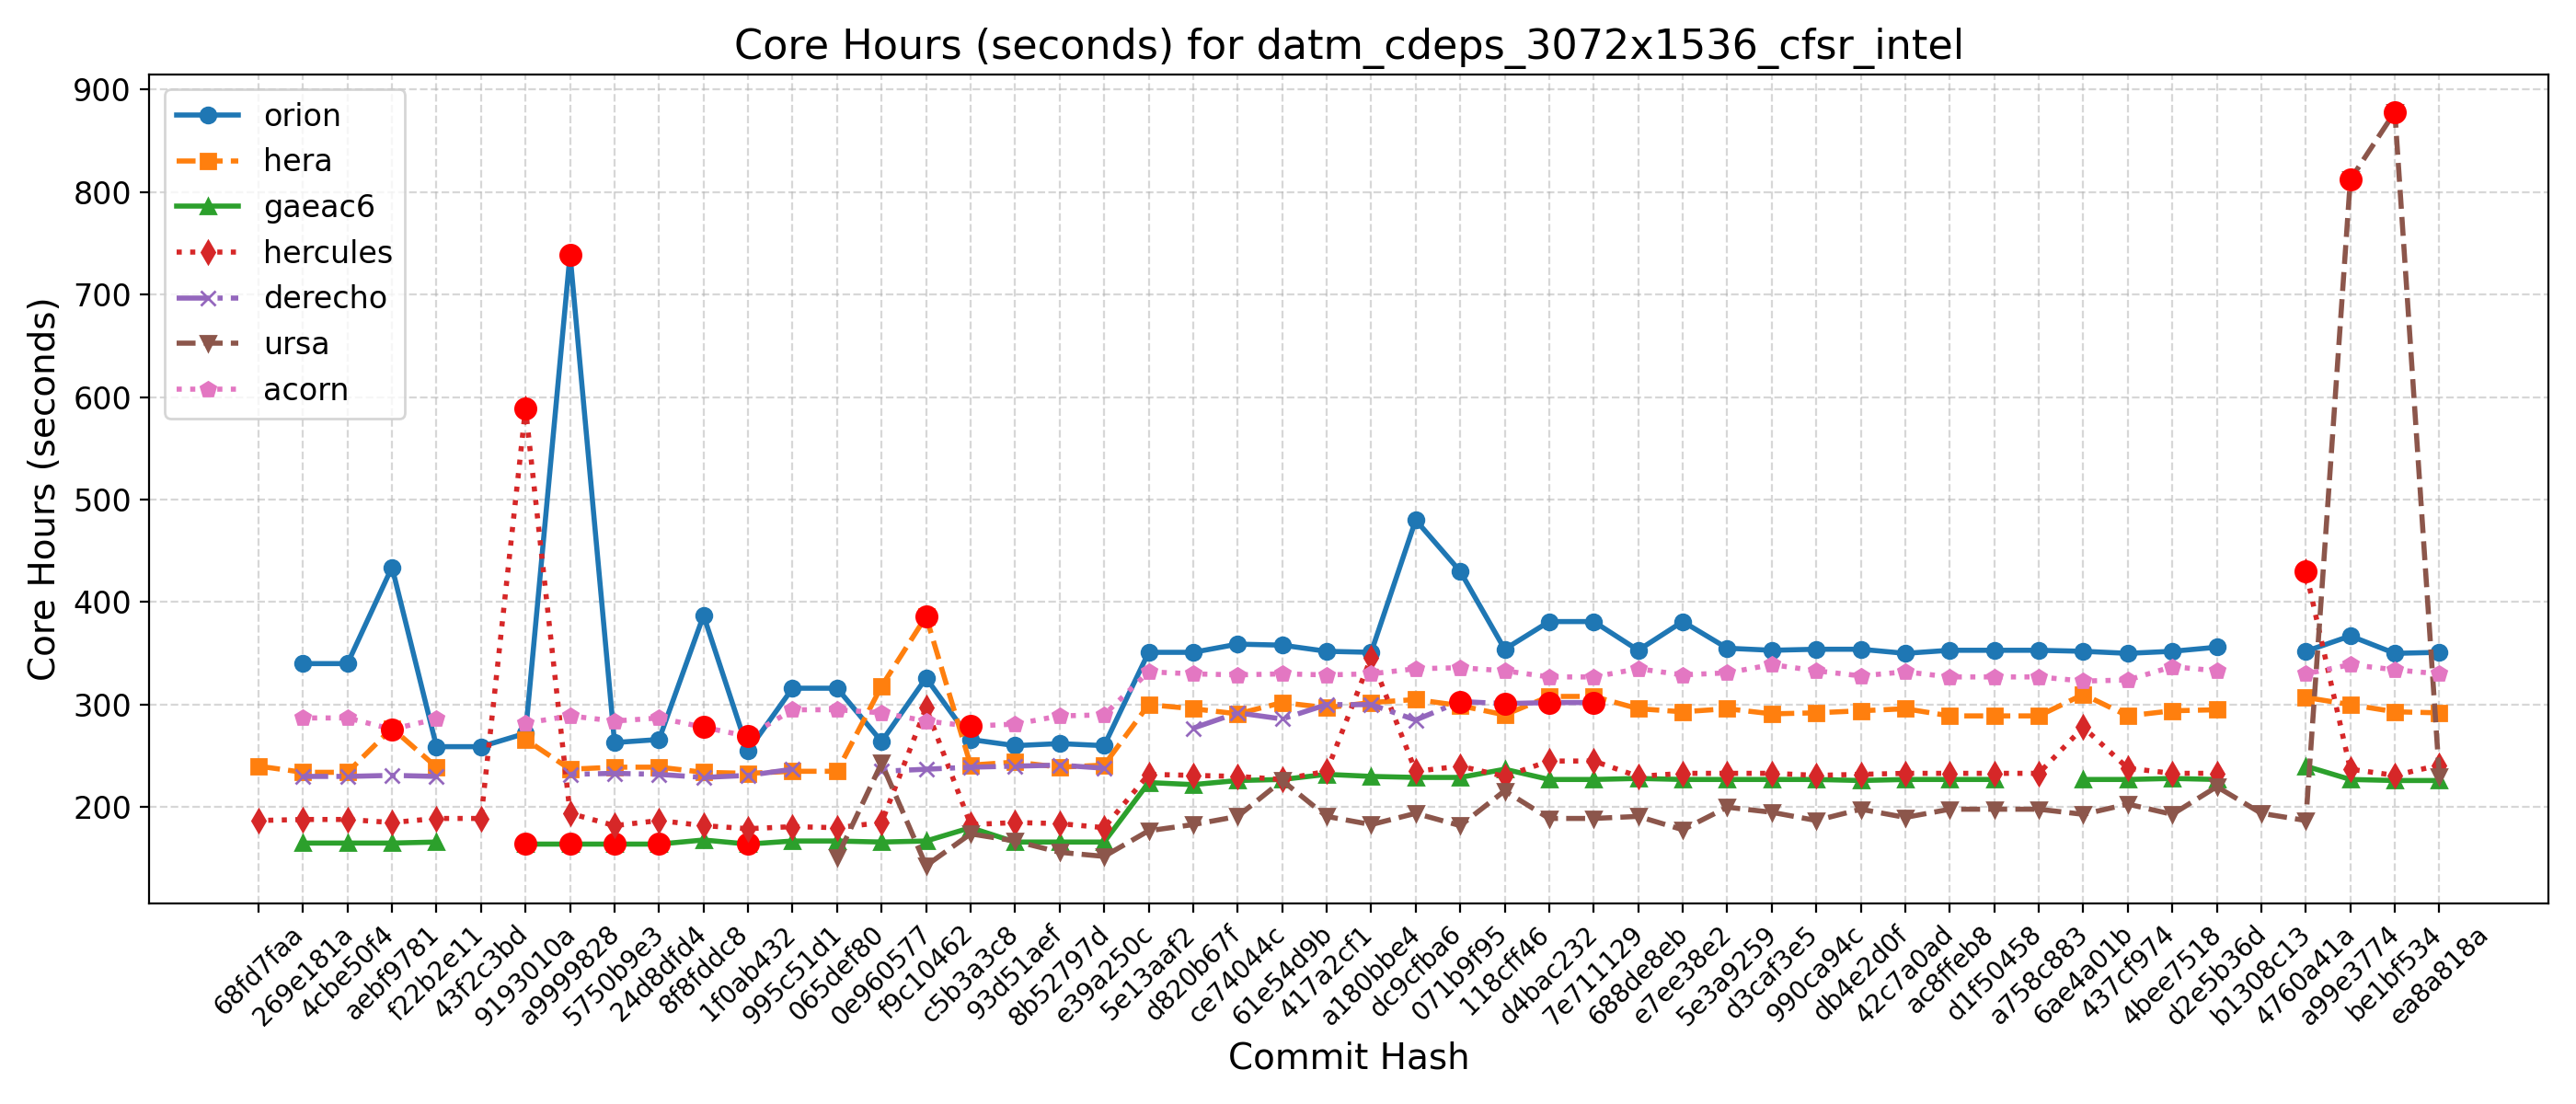 Core Hours (seconds) for datm_cdeps_3072x1536_cfsr_intel
Core Hours (seconds)
900
800
700
600
500
400
300
200
orion
hera
gaeac6
hercules
derecho
ursa
acorn
68fd7faa
269e181a
4cbe50f4
aebf9781
f22b2e11
43f2c3bd
9193010a
a9999828
5750b9e3
24d8dfd4
8f8fddc8
1f0ab432
995c51d1
065def80
0e960577
f9c10462
c5b3a3c8
93d51aef
8b52797d
e39a250c
5e13aaf2
d820b67f
ce74044c
61e54d9b
417a2cf1
a180bbe4
dc9cfba6
071b9f95
118cff46
d4bac232
7e711129
688de8eb
e7ee38e2
5e3a9259
d3caf3e5
990ca94c
db4e2d0f
42c7a0ad
ac8ffeb8
d1f50458
a758c883
6ae4a01b
437cf974
4bee7518
d2e5b36d
b1308c13
4760a41a
a99e3774
be1bf534
ea8a818a
Commit Hash